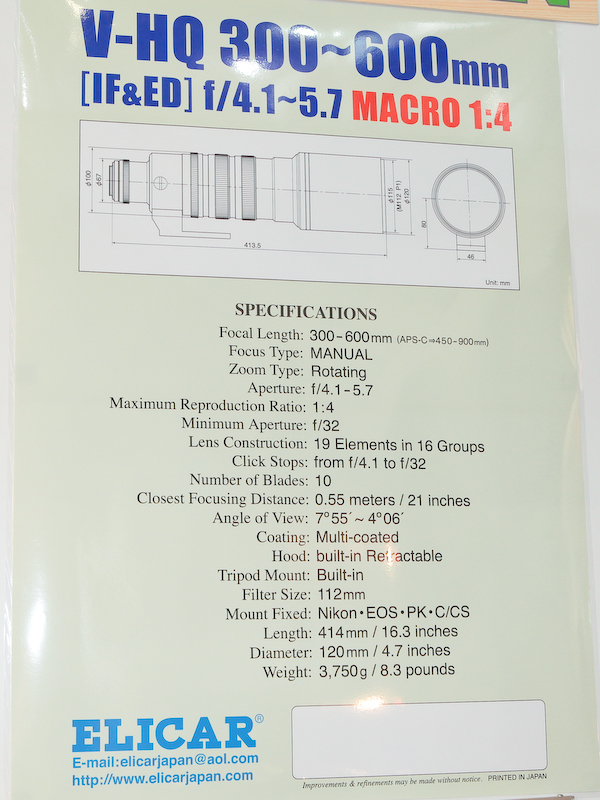 V-HQ 300~600mm
[IF&ED] f/4.1~5.7 MACRO 1:4
φ100
φ67
φ115
(M112 P1)
φ120
80
413.5
46
Unit: mm
SPECIFICATIONS
Focal Length: 300-600mm (APS-C⇒450-900mm)
Focus Type: MANUAL
Zoom Type: Rotating
Aperture: f/4.1-5.7
Maximum Reproduction Ratio: 1:4
Minimum Aperture: f/32
Lens Construction: 19 Elements in 16 Groups
Click Stops: from f/4.1 to f/32
Number of Blades: 10
Closest Focusing Distance: 0.55 meters / 21 inches
Angle of View: 7°55′~ 4°06′
Coating: Multi-coated
Hood: built-in Retractable
Tripod Mount: Built-in
Filter Size: 112mm
Mount Fixed: Nikon・EOS・PK・C/CS
Length: 414mm / 16.3 inches
Diameter: 120mm / 4.7 inches
Weight: 3,750g / 8.3 pounds
ELICAR®
E-mail:elicarjapan@aol.com
http://www.elicarjapan.com
Improvements & refinements may be made without notice. PRINTED IN JAPAN